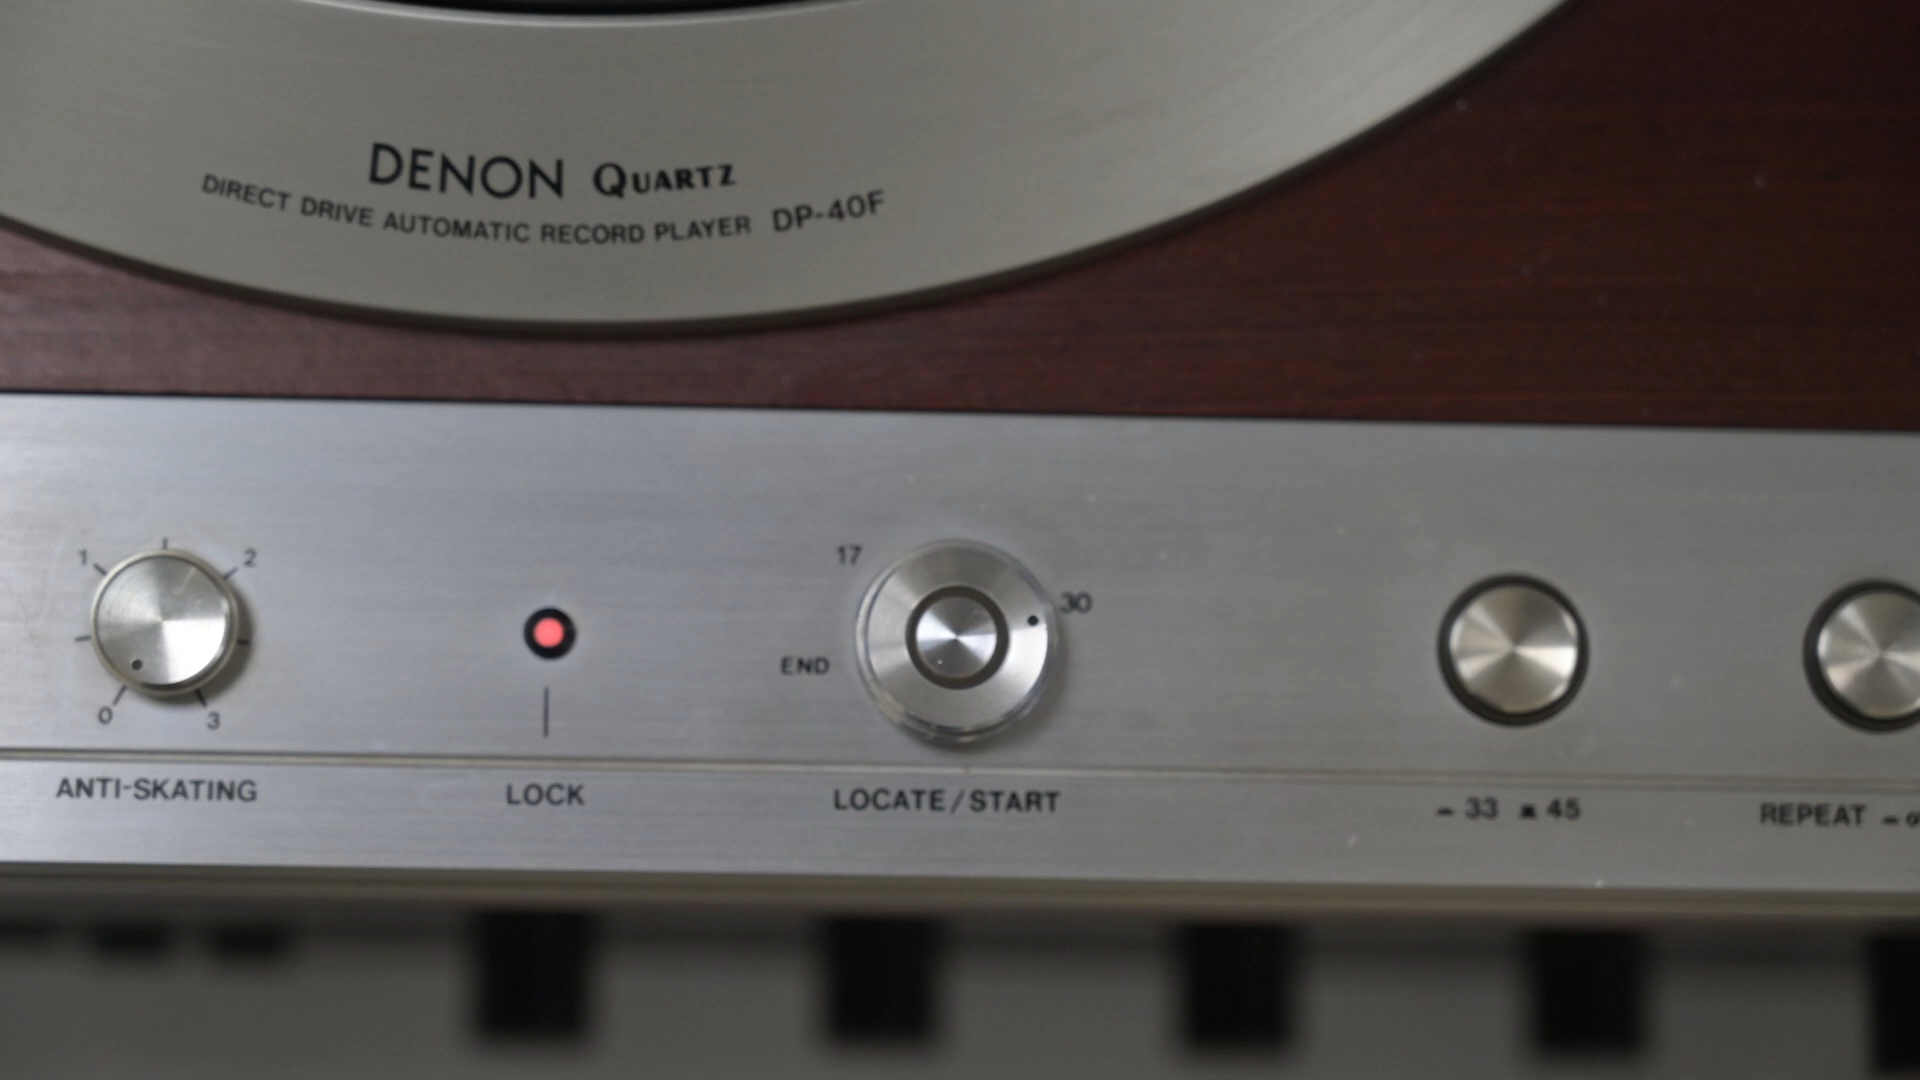 DENON QUARTZ
DIRECT DRIVE AUTOMATIC RECORD PLAYER DP-40F
1 2
0 3
17 30
END
ANTI-SKATING LOCK LOCATE/START 33 45 REPEAT